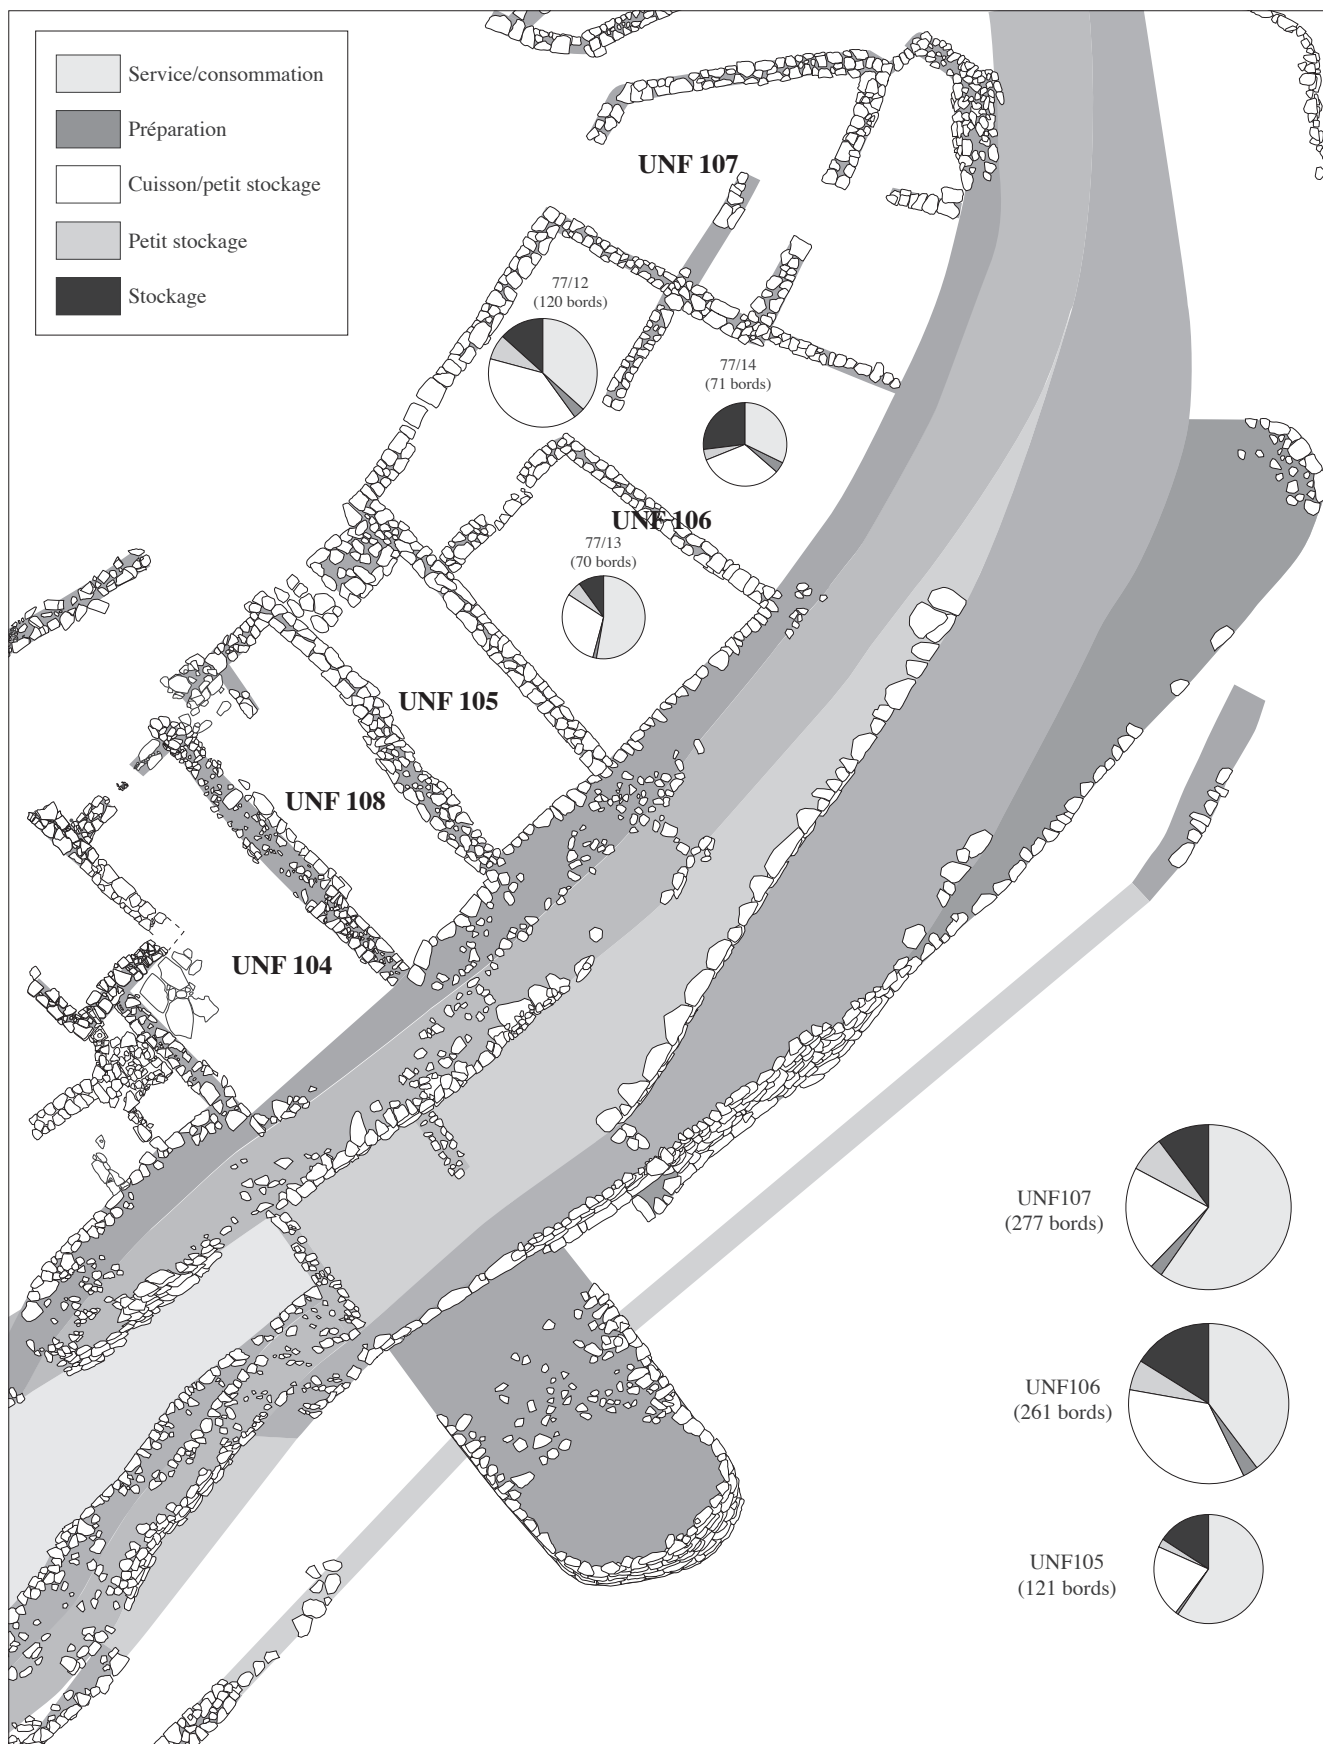 Service/consommation
Préparation
Cuisson/petit stockage
Petit stockage
Stockage
UNF 107
77/12
(120 bords)
77/14
(71 bords)
UNF 106
77/13
(70 bords)
UNF 105
UNF 108
UNF 104
UNF107
(277 bords)
UNF106
(261 bords)
UNF105
(121 bords)